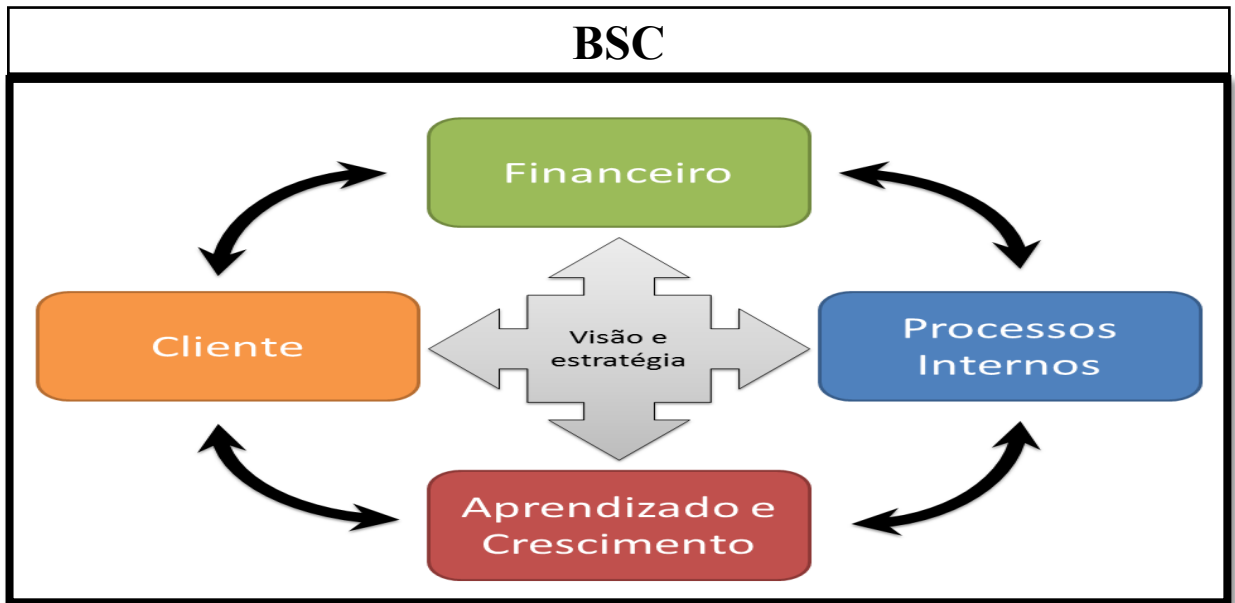 BSC
Financeiro
Cliente
Visão e
estratégia
Processos
Internos
Aprendizado e
Crescimento